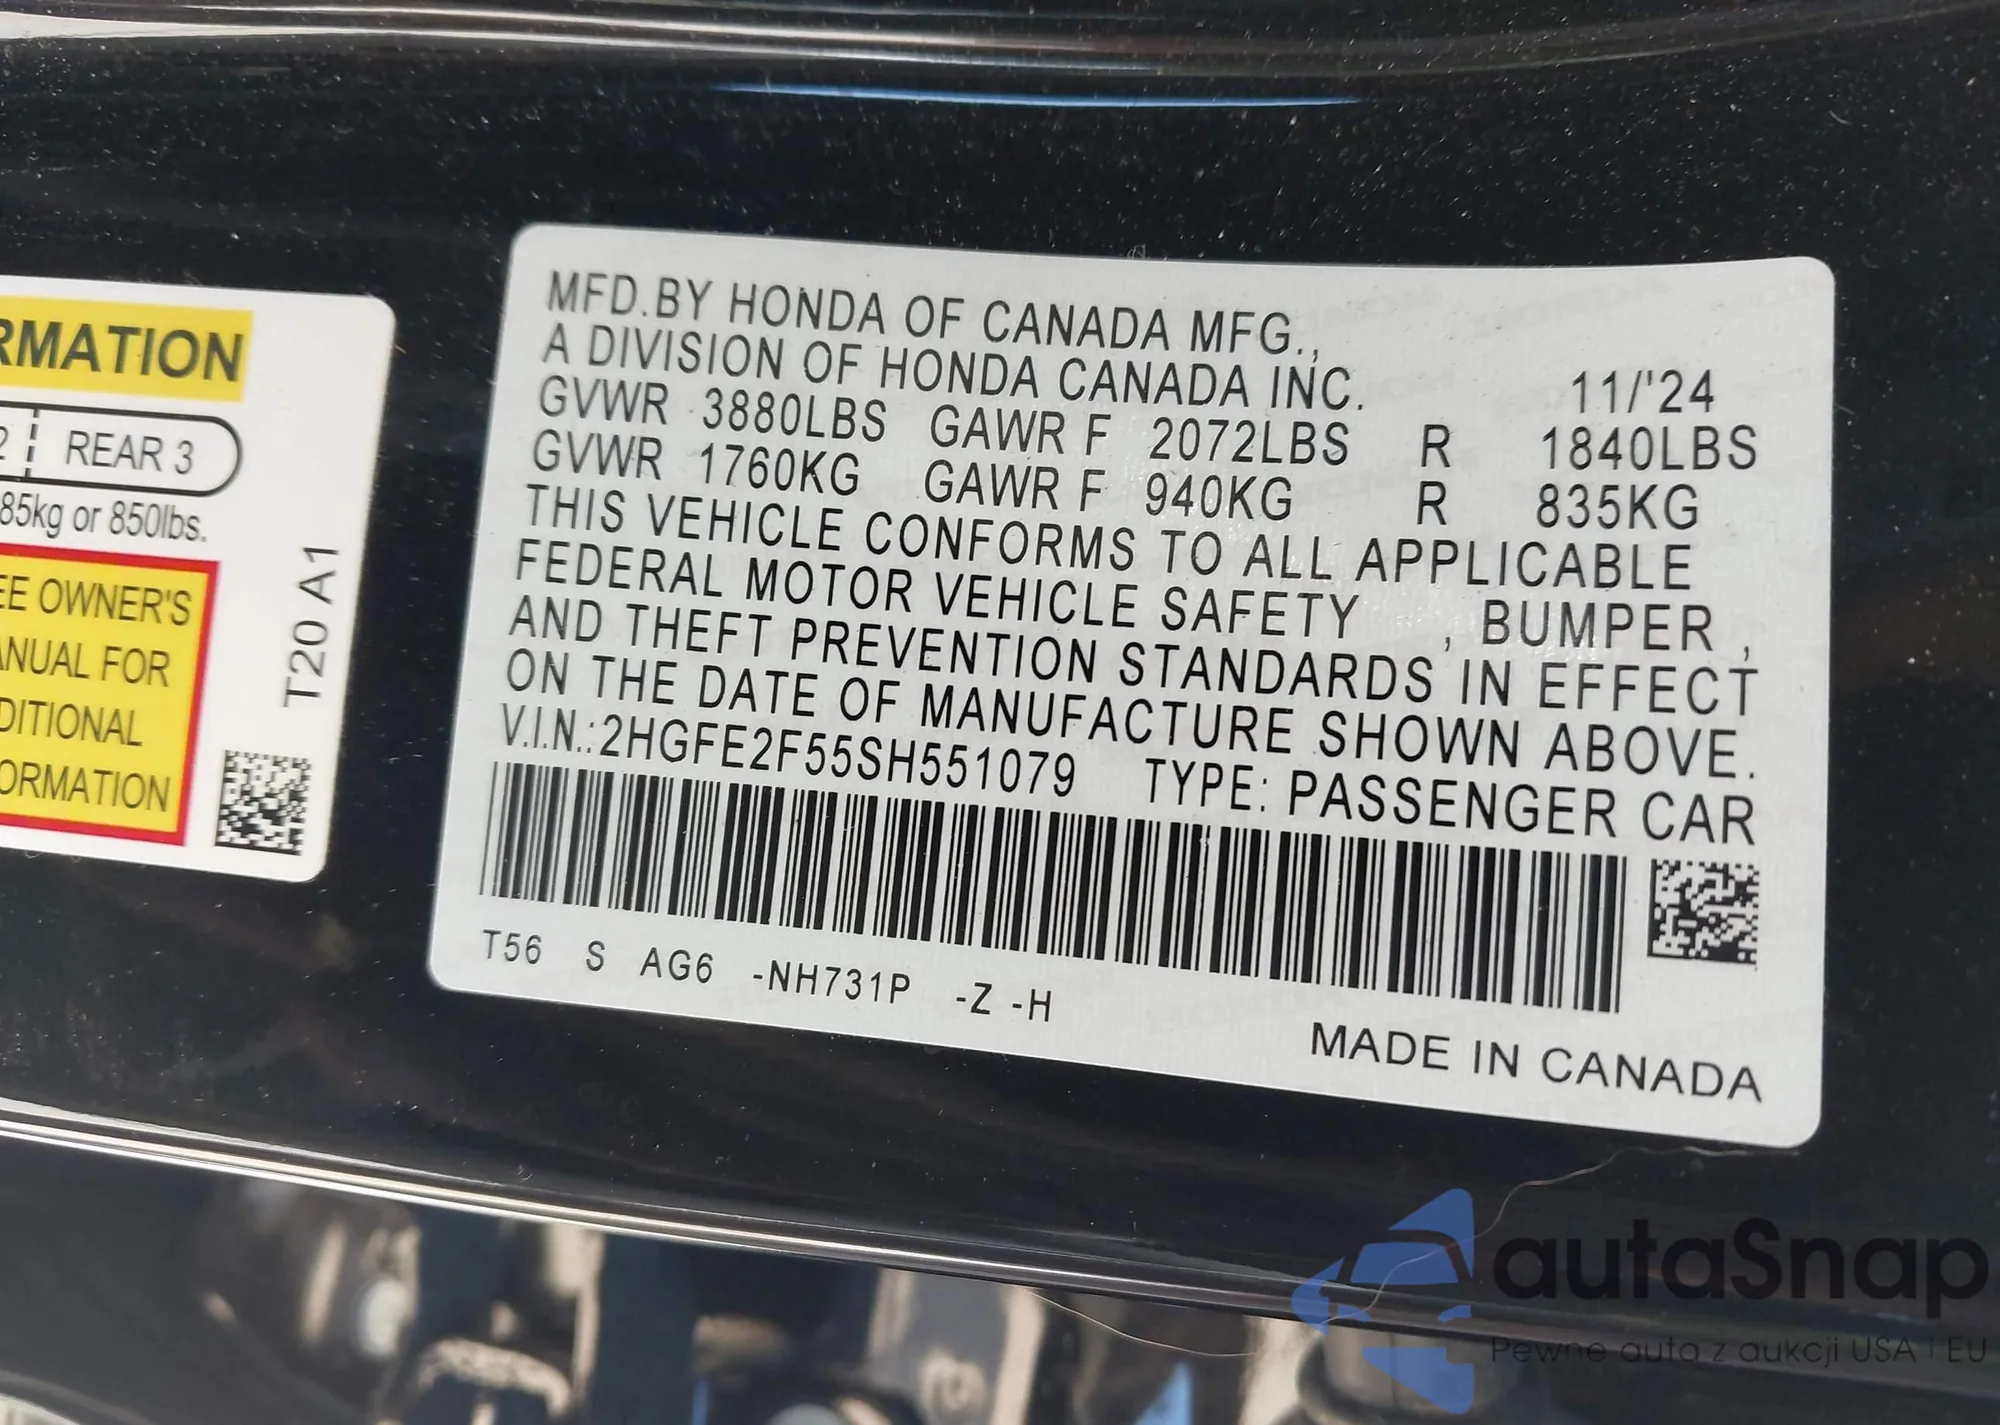 RMATION
2 REAR 3
85kg or 850lbs.
EE OWNER'S
ANUAL FOR
DITIONAL
ORMATION
T20 A1
MFD.BY HONDA OF CANADA MFG.,
A DIVISION OF HONDA CANADA INC. 11/'24
GVWR 3880LBS GAWR F 2072LBS R 1840LBS
GVWR 1760KG GAWR F 940KG R 835KG
THIS VEHICLE CONFORMS TO ALL APPLICABLE
FEDERAL MOTOR VEHICLE SAFETY , BUMPER ,
AND THEFT PREVENTION STANDARDS IN EFFECT
ON THE DATE OF MANUFACTURE SHOWN ABOVE.
V.I.N.:2HGFE2F55SH551079 TYPE: PASSENGER CAR
T56 S AG6 -NH731P -Z -H
MADE IN CANADA
autaSnap
Pewne auta z aukcji USA i EU